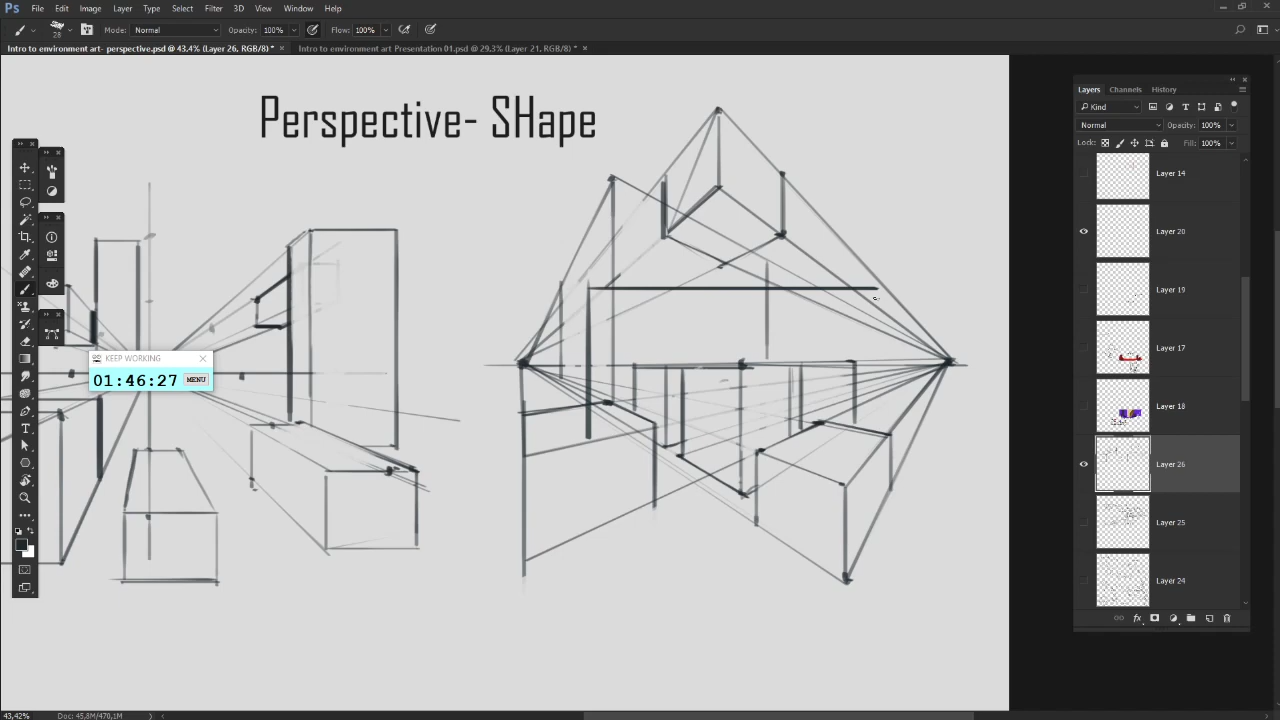 Ps File Edit Image Layer Type Select Filter 3D View Window Help
28 Mode: Normal Opacity: 100% Flow: 100%
Intro to environment art- perspective.psd @ 43,4% (Layer 26, RGB/8) * × Intro to environment art Presentation 01.psd @ 29.3% (Layer 21, RGB/8) * ×
Perspective- SHape
KEEP WORKING
01:46:27 MENU
Layers Channels History
Kind
Normal Opacity: 100%
Lock: Fill: 100%
Layer 14
Layer 20
Layer 19
Layer 17
Layer 18
Layer 26
Layer 25
Layer 24
fx
43,42% Doc: 45,8M/470,1M